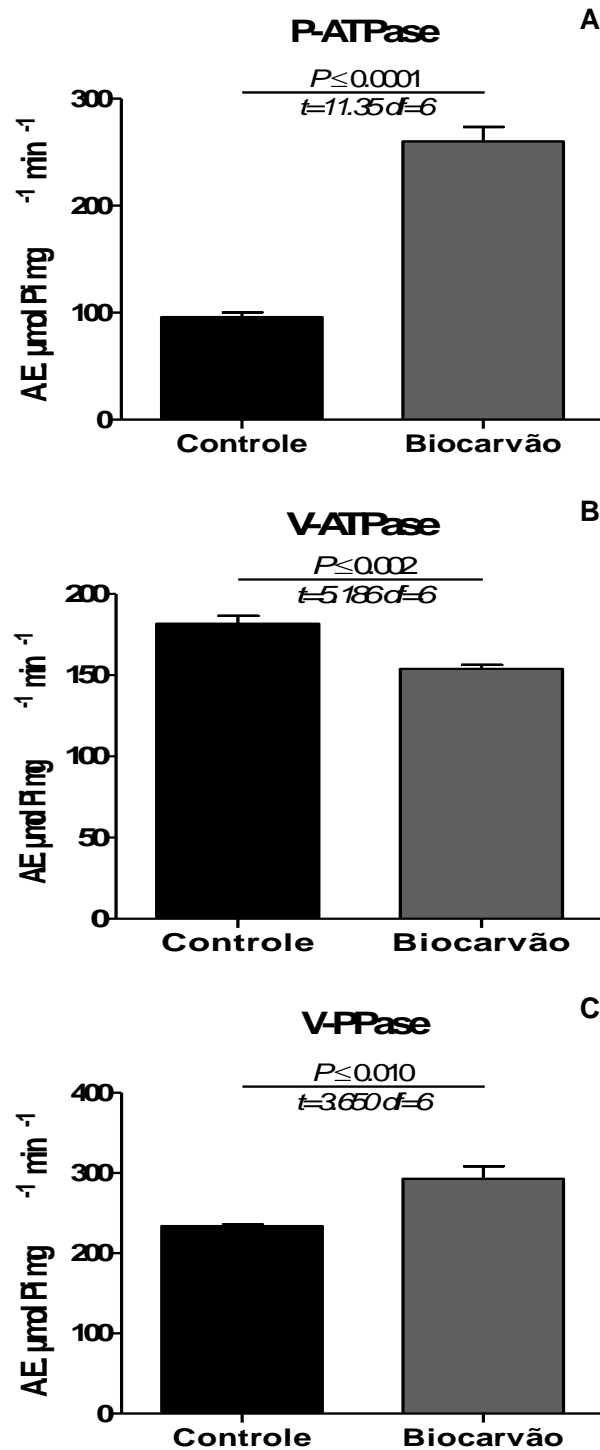 A
P-ATPase
P≤0.0001
t=11.35 df=6
300
200
100
0
AE µmol Pi mg -1 min -1
Controle Biocarvão
B
V-ATPase
P≤0.002
t=5.186 df=6
200
150
100
50
0
AE µmol Pi mg -1 min -1
Controle Biocarvão
C
V-PPase
P≤0.010
t=3.650 df=6
400
300
200
100
0
AE µmol Pi mg -1 min -1
Controle Biocarvão